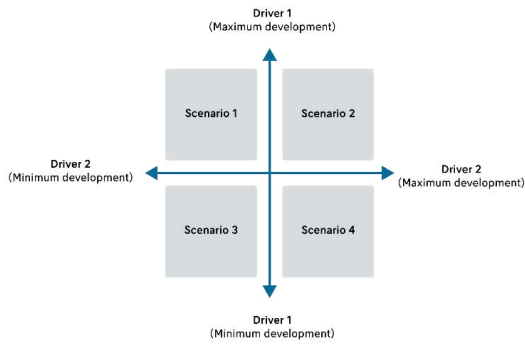 Driver 1
(Maximum development)
Scenario 1
Scenario 2
Driver 2
(Minimum development)
Driver 2
(Maximum development)
Scenario 3
Scenario 4
Driver 1
(Minimum development)